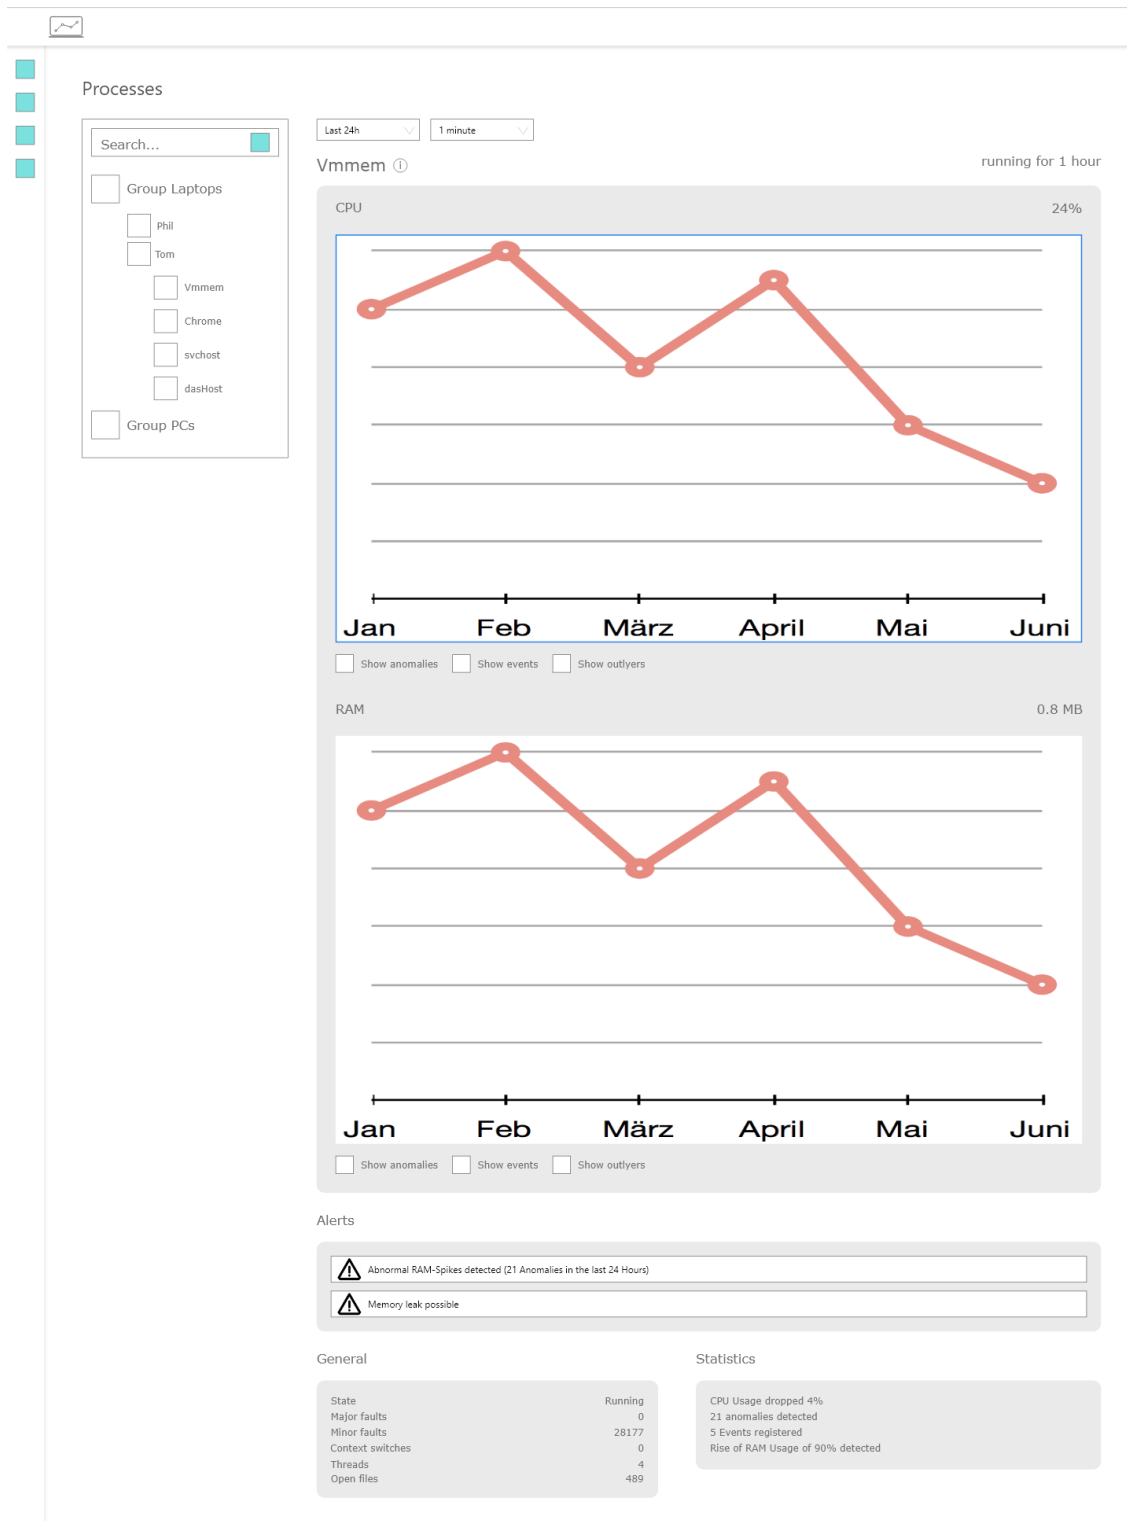 Processes
Search...
Group Laptops
Phil
Tom
Vmmem
Chrome
svchost
dasHost
Group PCs
Last 24h
1 minute
Vmmem
running for 1 hour
CPU
24%
Jan Feb März April Mai Juni
Show anomalies Show events Show outlyers
RAM
0.8 MB
Jan Feb März April Mai Juni
Show anomalies Show events Show outlyers
Alerts
Abnormal RAM-Spikes detected (21 Anomalies in the last 24 Hours)
Memory leak possible
General
State Running
Major faults 0
Minor faults 28177
Context switches 0
Threads 4
Open files 489
Statistics
CPU Usage dropped 4%
21 anomalies detected
5 Events registered
Rise of RAM Usage of 90% detected